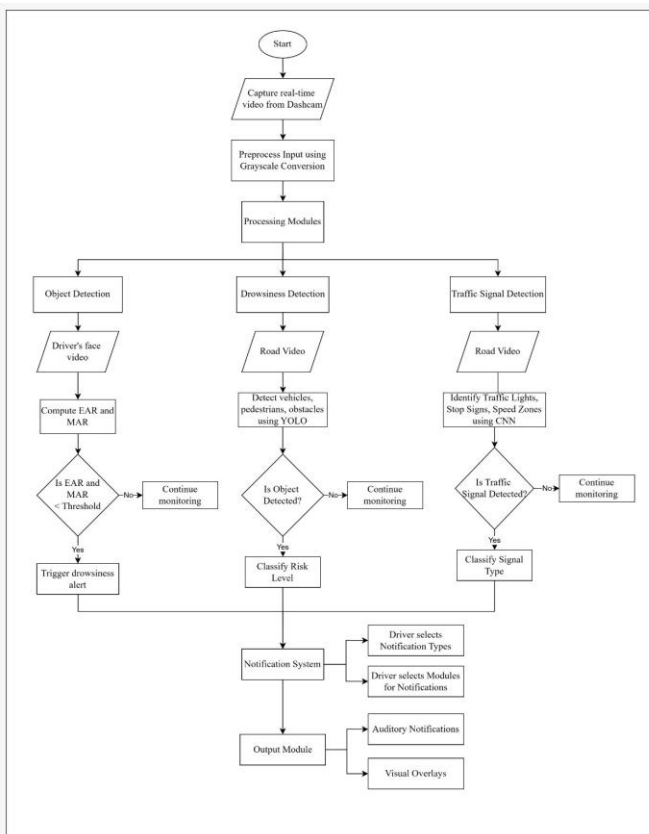 Start
Capture real-time
video from Dashcam
Preprocess Input using
Grayscale Conversion
Processing Modules
Object Detection
Drowsiness Detection
Traffic Signal Detection
Driver's face
video
Road Video
Road Video
Compute EAR and
MAR
Detect vehicles,
pedestrians, obstacles
using YOLO
Identify Traffic Lights,
Stop Signs, Speed Zones
using CNN
Is EAR and
MAR
< Threshold
No
Continue
monitoring
Is Object
Detected?
No
Continue
monitoring
Is Traffic
Signal Detected?
No
Continue
monitoring
Yes
Yes
Yes
Trigger drowsiness
alert
Classify Risk
Level
Classify Signal
Type
Notification System
Driver selects
Notification Types
Driver selects Modules
for Notifications
Output Module
Auditory Notifications
Visual Overlays